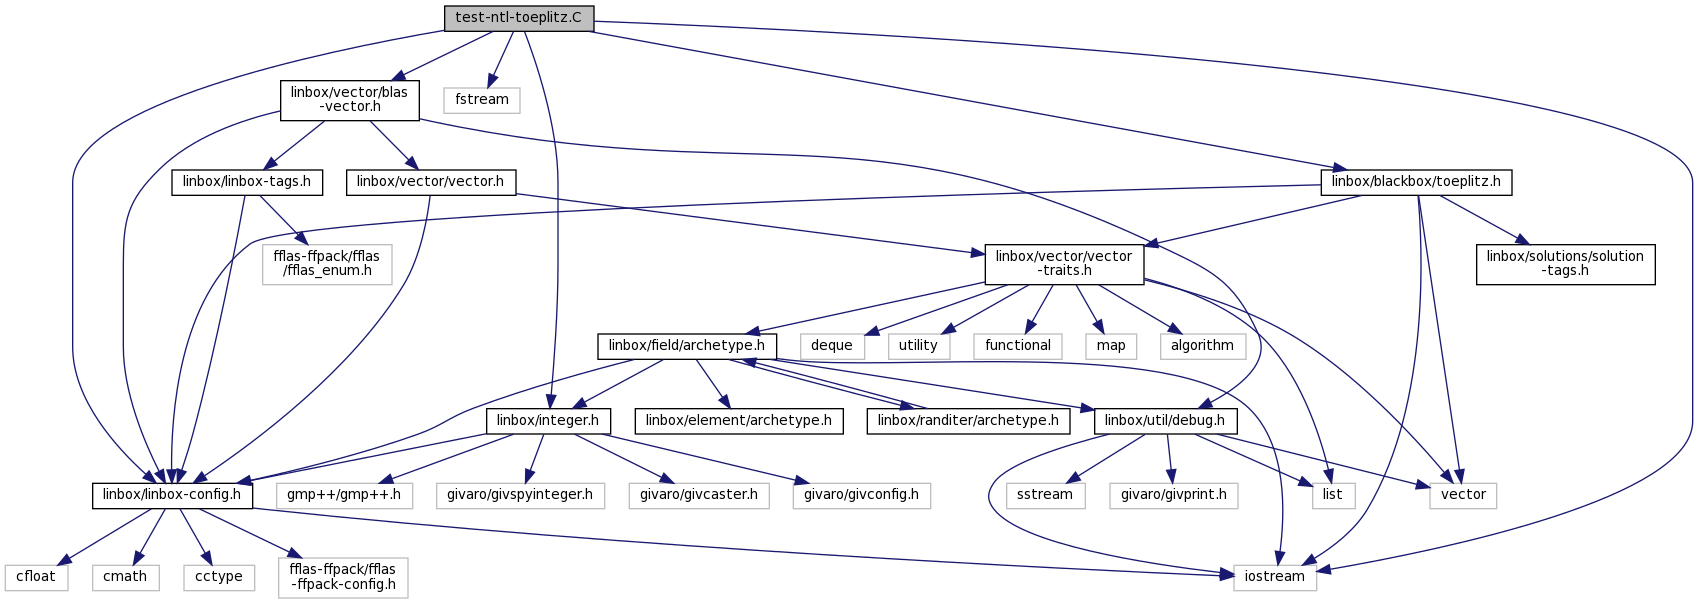 test-ntl-toeplitz.C
linbox/vector/blas
-vector.h
fstream
linbox/linbox-tags.h
linbox/vector/vector.h
linbox/blackbox/toeplitz.h
fflas-ffpack/fflas
/fflas_enum.h
linbox/vector/vector
-traits.h
linbox/solutions/solution
-tags.h
linbox/field/archetype.h
deque
utility
functional
map
algorithm
linbox/integer.h
linbox/element/archetype.h
linbox/randiter/archetype.h
linbox/util/debug.h
linbox/linbox-config.h
gmp++/gmp++.h
givaro/givspyinteger.h
givaro/givcaster.h
givaro/givconfig.h
sstream
givaro/givprint.h
list
vector
cfloat
cmath
cctype
fflas-ffpack/fflas
-ffpack-config.h
iostream